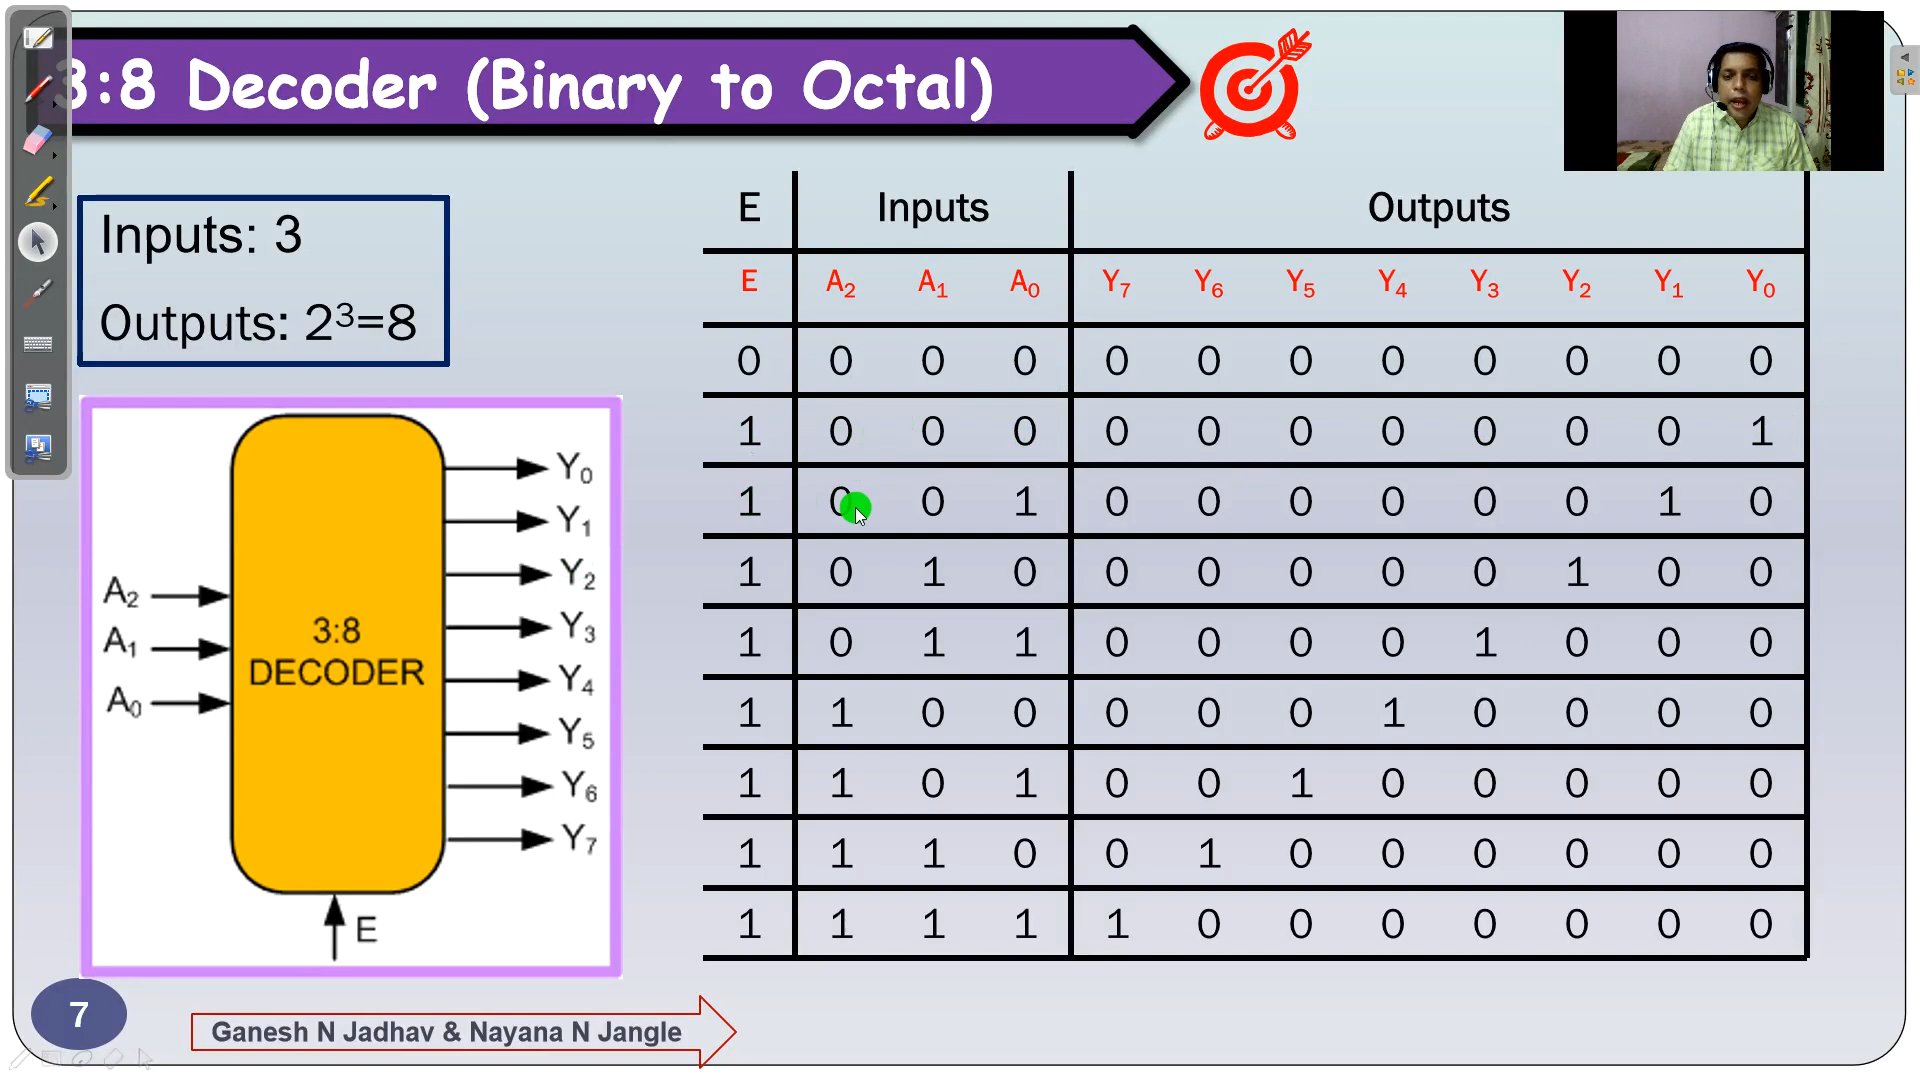 3:8 Decoder (Binary to Octal)
Inputs: 3
Outputs: 2³=8
A₂
A₁
A₀
3:8
DECODER
Y₀
Y₁
Y₂
Y₃
Y₄
Y₅
Y₆
Y₇
E
E Inputs Outputs
E A₂ A₁ A₀ Y₇ Y₆ Y₅ Y₄ Y₃ Y₂ Y₁ Y₀
0 0 0 0 0 0 0 0 0 0 0 0
1 0 0 0 0 0 0 0 0 0 0 1
1 0 0 1 0 0 0 0 0 0 1 0
1 0 1 0 0 0 0 0 0 1 0 0
1 0 1 1 0 0 0 0 1 0 0 0
1 1 0 0 0 0 0 1 0 0 0 0
1 1 0 1 0 0 1 0 0 0 0 0
1 1 1 0 0 1 0 0 0 0 0 0
1 1 1 1 1 0 0 0 0 0 0 0
7
Ganesh N Jadhav & Nayana N Jangle